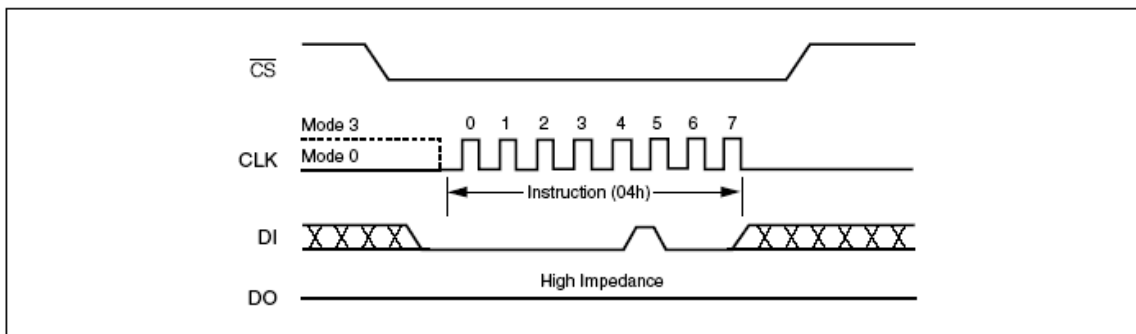 CS
Mode 3
0 1 2 3 4 5 6 7
CLK
Mode 0
Instruction (04h)
DI
High Impedance
DO